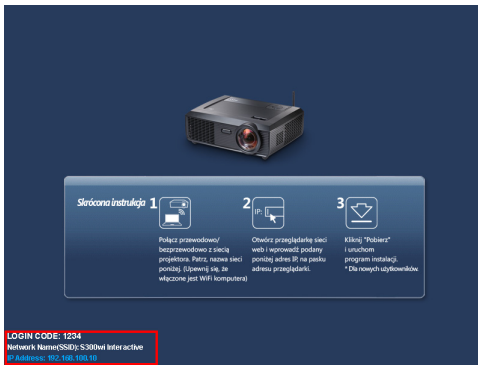 Skrócona instrukcja
1
2
3
IP:
Połącz przewodowo/
bezprzewodowo z siecią
projektora. Patrz, nazwa sieci
poniżej. (Upewnij się, że
włączone jest WiFi komputera)
Otwórz przeglądarkę sieci
web i wprowadź podany
poniżej adres IP, na pasku
adresu przeglądarki.
Kliknij "Pobierz"
i uruchom
program instalacji.
* Dla nowych użytkowników.
LOGIN CODE: 1234
Network Name(SSID): S300wi Interactive
IP Address: 192.168.100.10